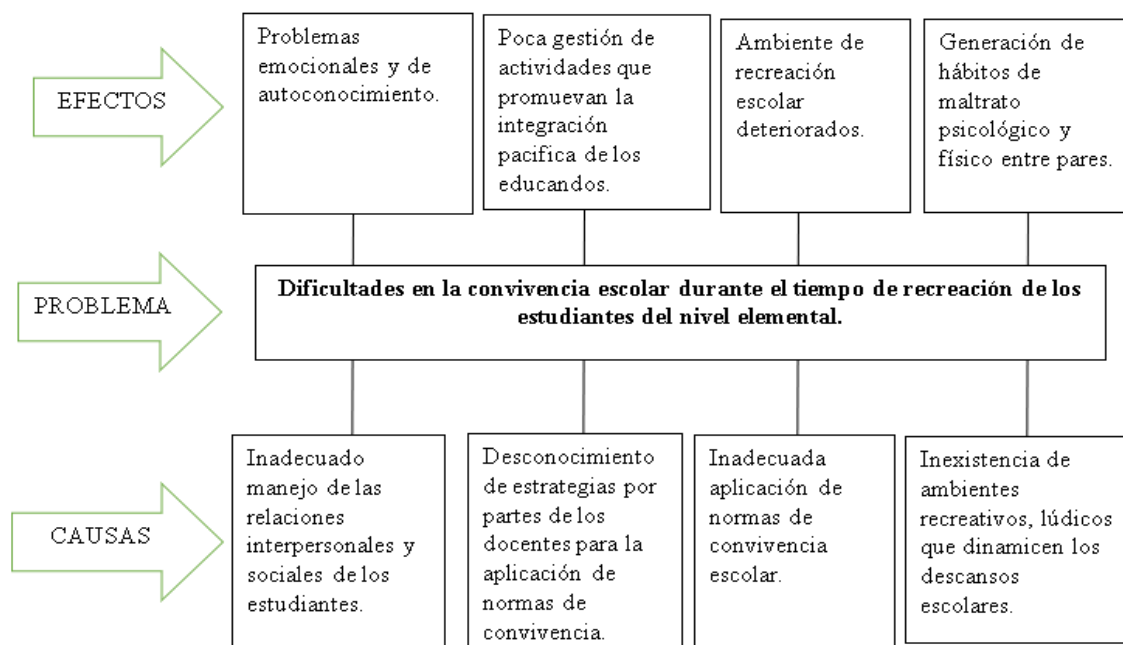 EFECTOS
Problemas
emocionales y de
autoconocimiento.
Poca gestión de
actividades que
promuevan la
integración
pacifica de los
educandos.
Ambiente de
recreación
escolar
deteriorados.
Generación de
hábitos de
maltrato
psicológico y
físico entre pares.
PROBLEMA
Dificultades en la convivencia escolar durante el tiempo de recreación de los
estudiantes del nivel elemental.
CAUSAS
Inadecuado
manejo de las
relaciones
interpersonales y
sociales de los
estudiantes.
Desconocimiento
de estrategias por
partes de los
docentes para la
aplicación de
normas de
convivencia.
Inadecuada
aplicación de
normas de
convivencia
escolar.
Inexistencia de
ambientes
recreativos, lúdicos
que dinamicen los
descansos
escolares.